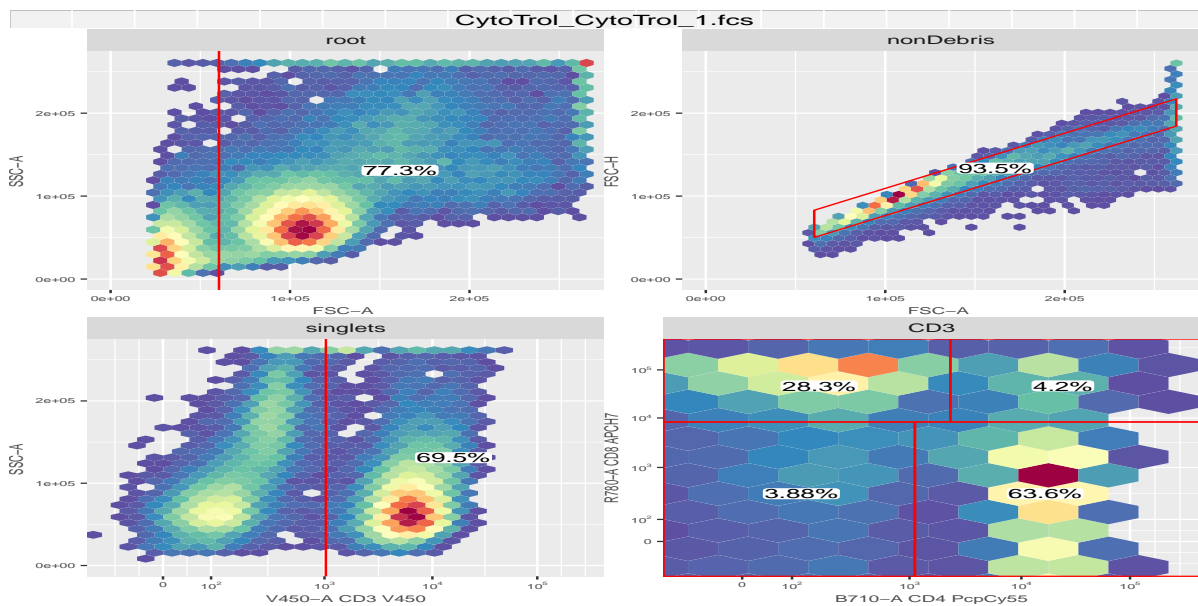 CytoTrol_CytoTrol_1.fcs
root
SSC−A
2e+05
1e+05
0e+00
77.3%
0e+00 1e+05 2e+05
FSC−A
nonDebris
FSC−H
2e+05
1e+05
0e+00
93.5%
0e+00 1e+05 2e+05
FSC−A
singlets
SSC−A
2e+05
1e+05
0e+00
69.5%
0 10² 10³ 10⁴ 10⁵
V450−A CD3 V450
CD3
R780−A CD8 APCH7
10⁵
10⁴
10³
10²
0
28.3% 4.2%
3.88% 63.6%
0 10² 10³ 10⁴ 10⁵
B710−A CD4 PcpCy55